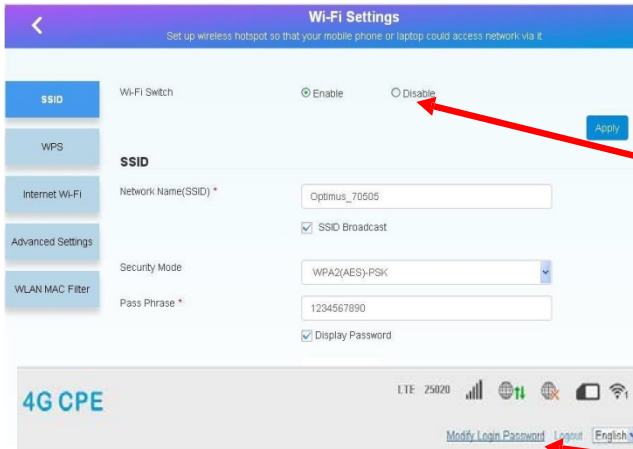 Wi-Fi Settings
Set up wireless hotspot so that your mobile phone or laptop could access network via it
SSID
WPS
Internet Wi-Fi
Advanced Settings
WLAN MAC Filter
Wi-Fi Switch
Enable
Disable
Apply
SSID
Network Name(SSID) *
Optimus_70505
SSID Broadcast
Security Mode
WPA2(AES)-PSK
Pass Phrase *
1234567890
Display Password
4G CPE
LTE 25020
1
Modify Login Password Logout English